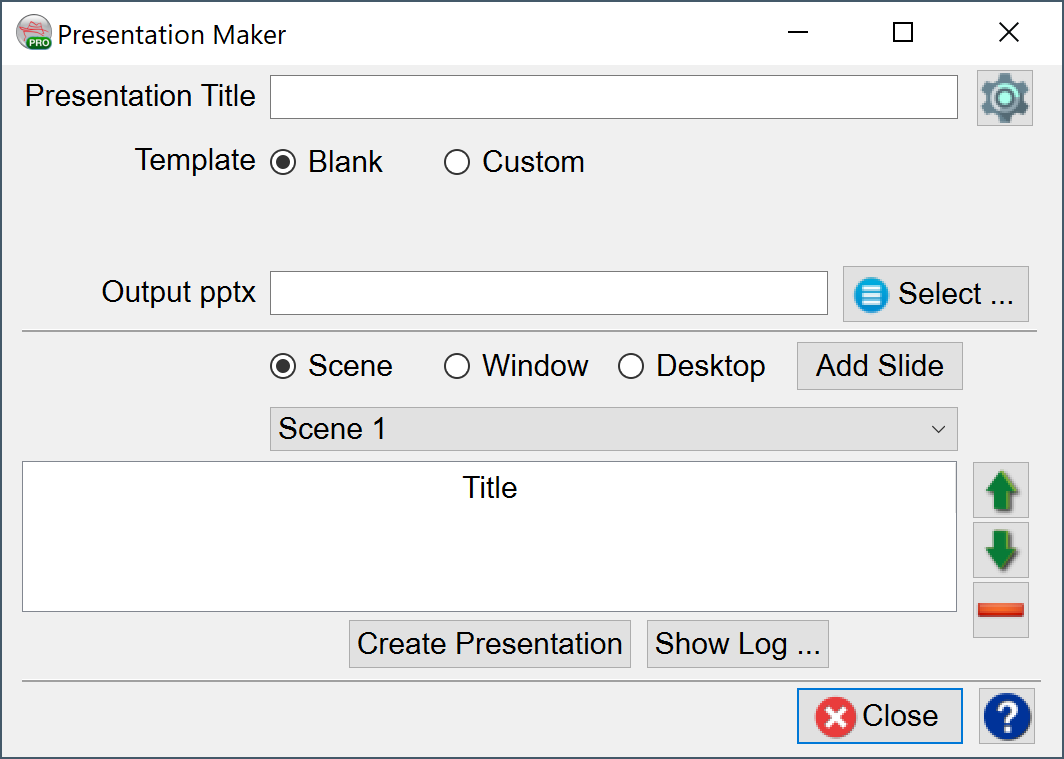 PRO Presentation Maker
Presentation Title
Template Blank Custom
Output pptx Select ...
Scene Window Desktop Add Slide
Scene 1
Title
Create Presentation Show Log ...
Close ?